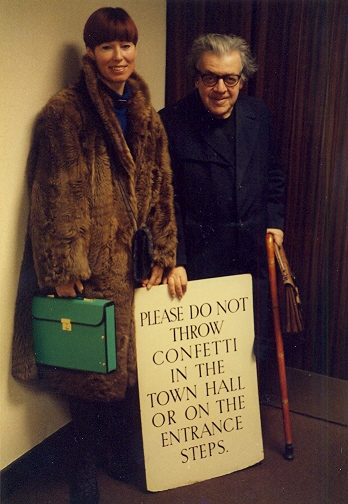 PLEASE DO NOT
THROW
CONFETTI
IN THE
TOWN HALL
OR ON THE
ENTRANCE
STEPS.